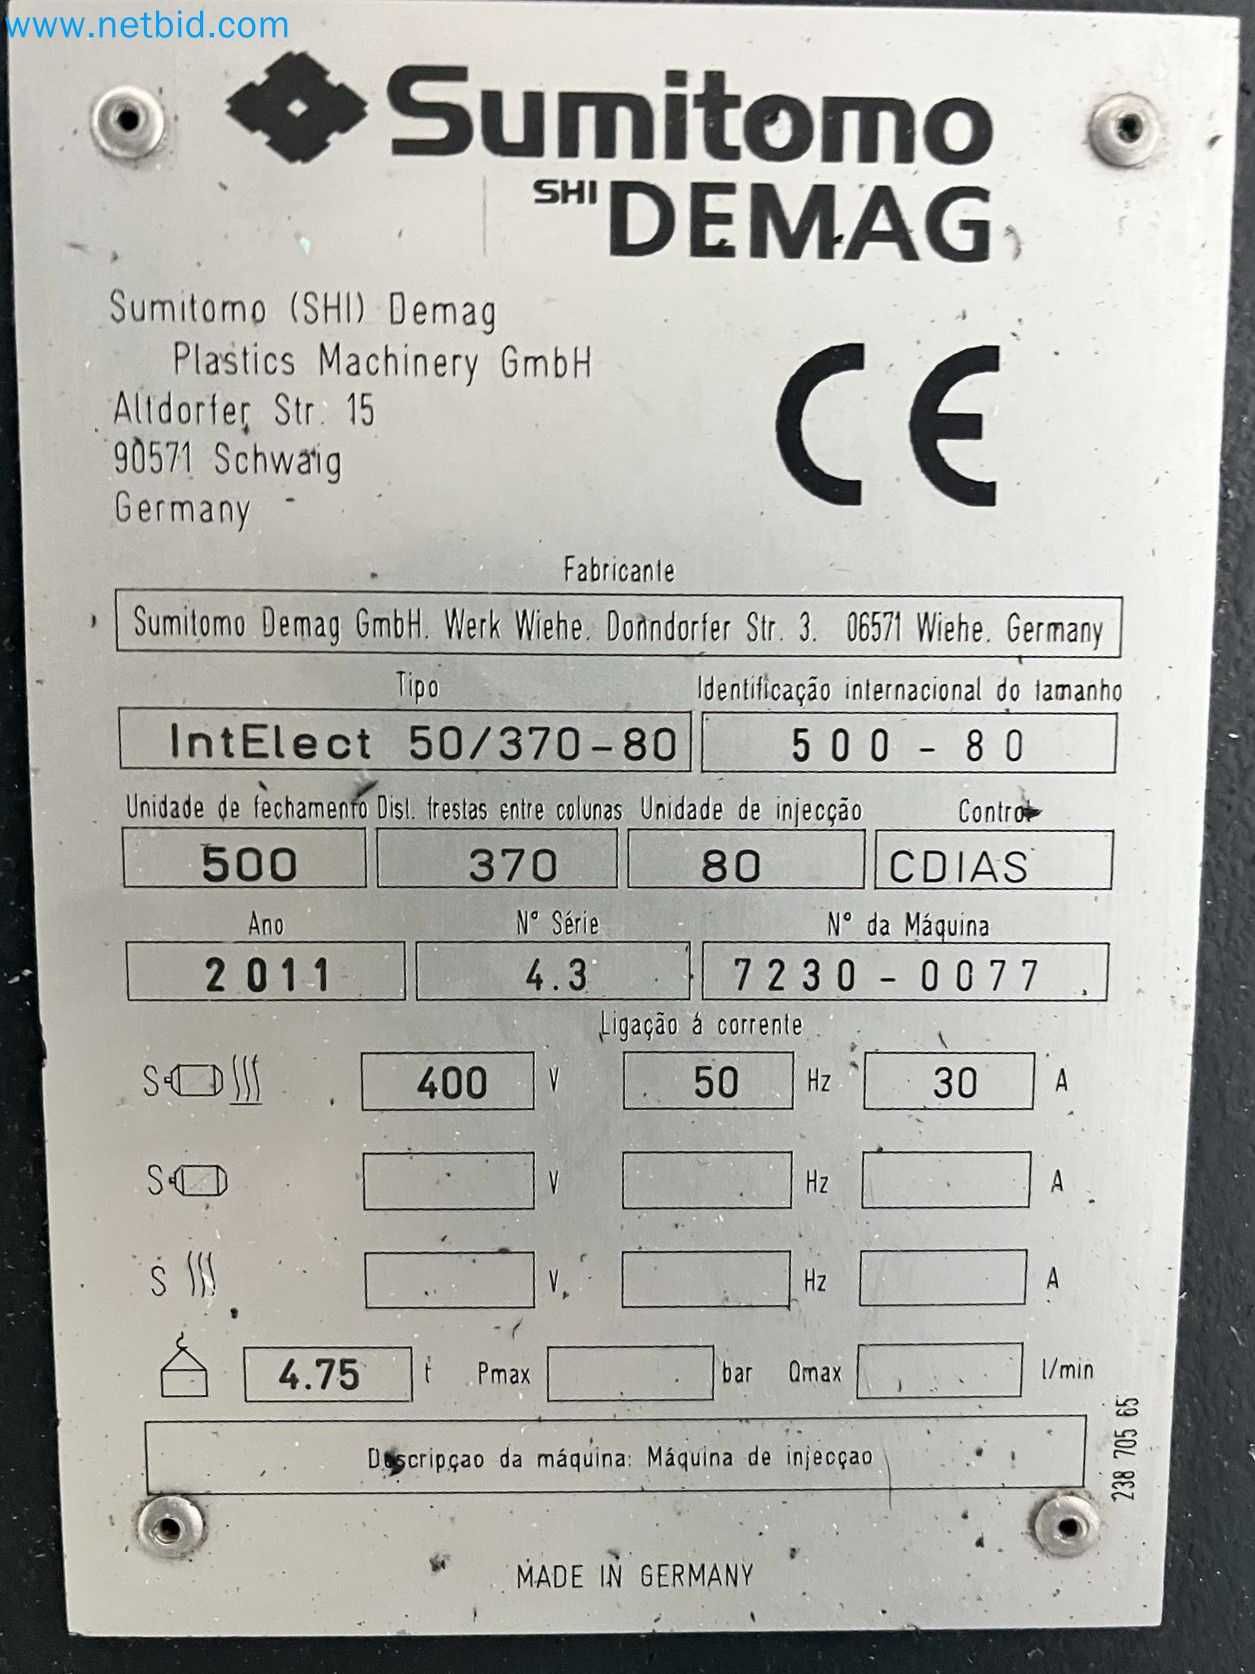 www.netbid.com
Sumitomo
SHI DEMAG
Sumitomo (SHI) Demag
Plastics Machinery GmbH
Altdorfer Str. 15
90571 Schwaig
Germany
CE
Fabricante
Sumitomo Demag GmbH. Werk Wiehe. Donndorfer Str. 3. 06571 Wiehe. Germany
Tipo Identificação internacional do tamanho
IntElect 50/370-80 500-80
Unidade de fechamento Dist. frestas entre colunas Unidade de injecção Control
500 370 80 CDIAS
Ano N° Série N° da Máquina
2011 4.3 7230-0077
Ligação á corrente
S 400 V 50 Hz 30 A
S V Hz A
S V Hz A
4.75 t Pmax bar Qmax l/min
Descripçao da máquina: Máquina de injecçao
238 705 65
MADE IN GERMANY